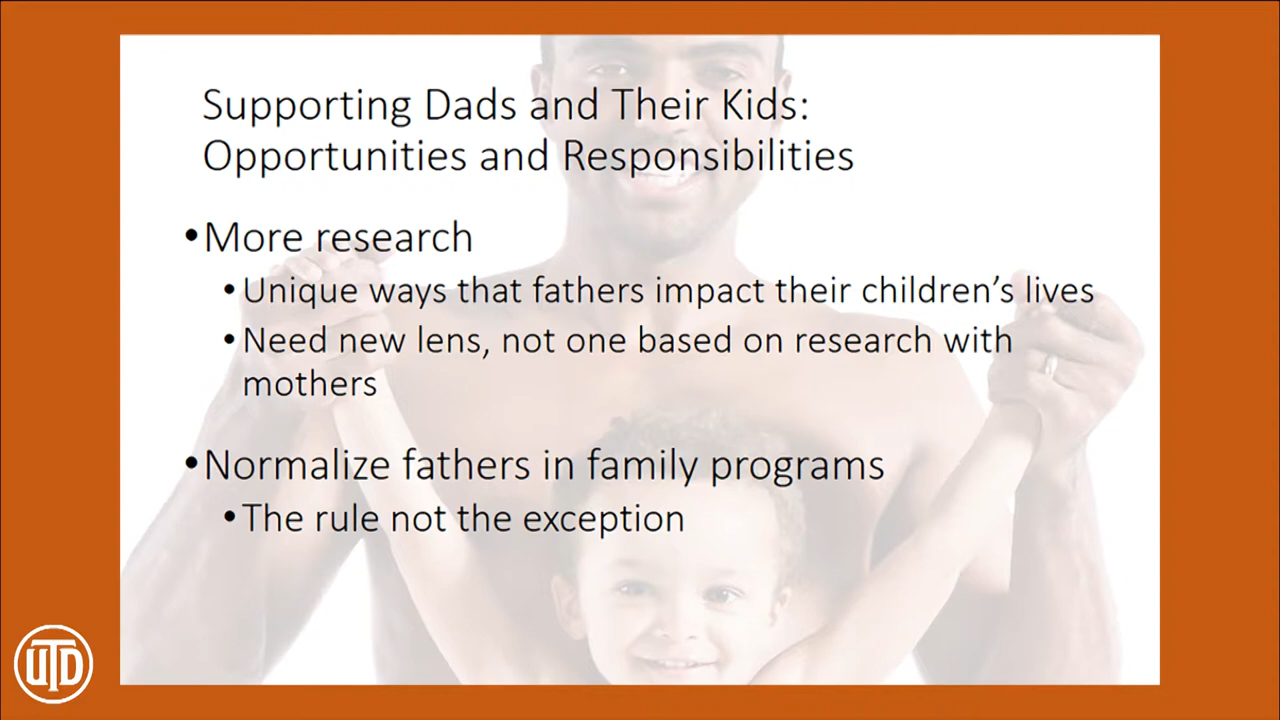 Supporting Dads and Their Kids:
Opportunities and Responsibilities
•More research
•Unique ways that fathers impact their children’s lives
•Need new lens, not one based on research with
mothers
•Normalize fathers in family programs
•The rule not the exception
UTD